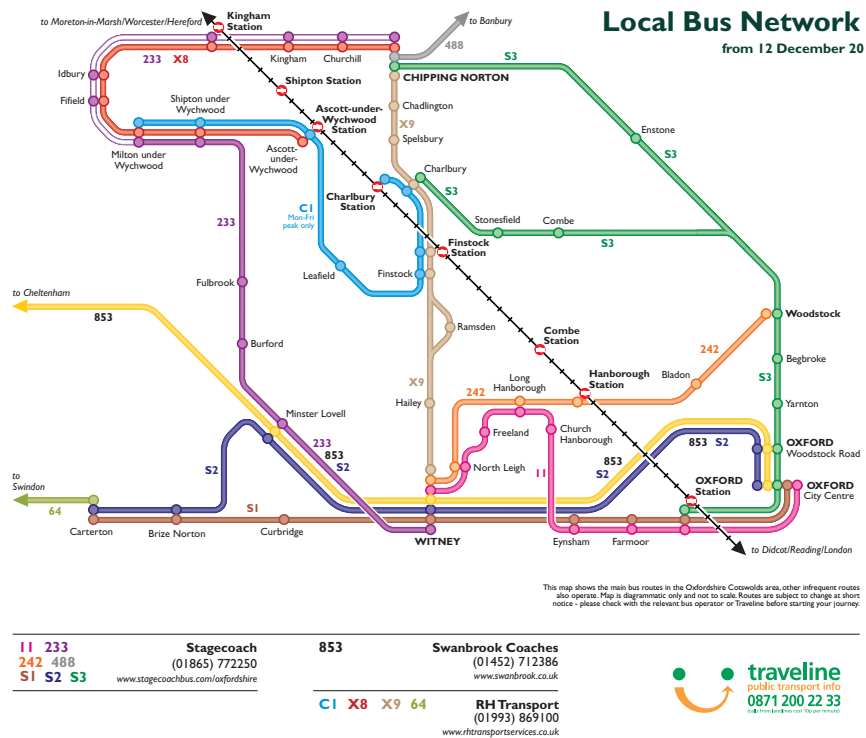 Local Bus Network
from 12 December 20
to Moreton-in-Marsh/Worcester/Hereford
Kingham
Station
to Banbury
488
233 X8
Kingham
Churchill
S3
Idbury
Fifield
Shipton Station
CHIPPING NORTON
Shipton under
Wychwood
Ascott-under-
Wychwood
Station
Chadlington
X9
Spelsbury
Enstone
S3
Milton under
Wychwood
Ascott-
under-
Wychwood
Charlbury
Charlbury
Station
S3
C1
Mon-Fri
peak only
233
Stonesfield
Combe
S3
Finstock
Station
Leafield
Finstock
Fulbrook
to Cheltenham
853
Ramsden
Woodstock
Combe
Station
242
Burford
Begbroke
Long
Hanborough
Hanborough
Station
Bladon
S3
X9
242
Hailey
Yarnton
Minster Lovell
Freeland
Church
Hanborough
233
853
S2
853 S2
OXFORD
Woodstock Road
S2
North Leigh
11
S2
to
Swindon
64
OXFORD
Station
OXFORD
City Centre
S1
Carterton
Brize Norton
Curbridge
WITNEY
Eynsham
Farmoor
to Didcot/Reading/London
This map shows the main bus routes in the Oxfordshire Cotswolds area, other infrequent routes
also operate. Map is diagrammatic only and not to scale. Routes are subject to change at short
notice - please check with the relevant bus operator or Traveline before starting your journey.
11 233
242 488
S1 S2 S3
Stagecoach
(01865) 772250
www.stagecoachbus.com/oxfordshire
853
Swanbrook Coaches
(01452) 712386
www.swanbrook.co.uk
C1 X8 X9 64
RH Transport
(01993) 869100
www.rhtransportservices.co.uk
traveline
public transport info
0871 200 22 33
(calls from landlines cost 10p per minute)